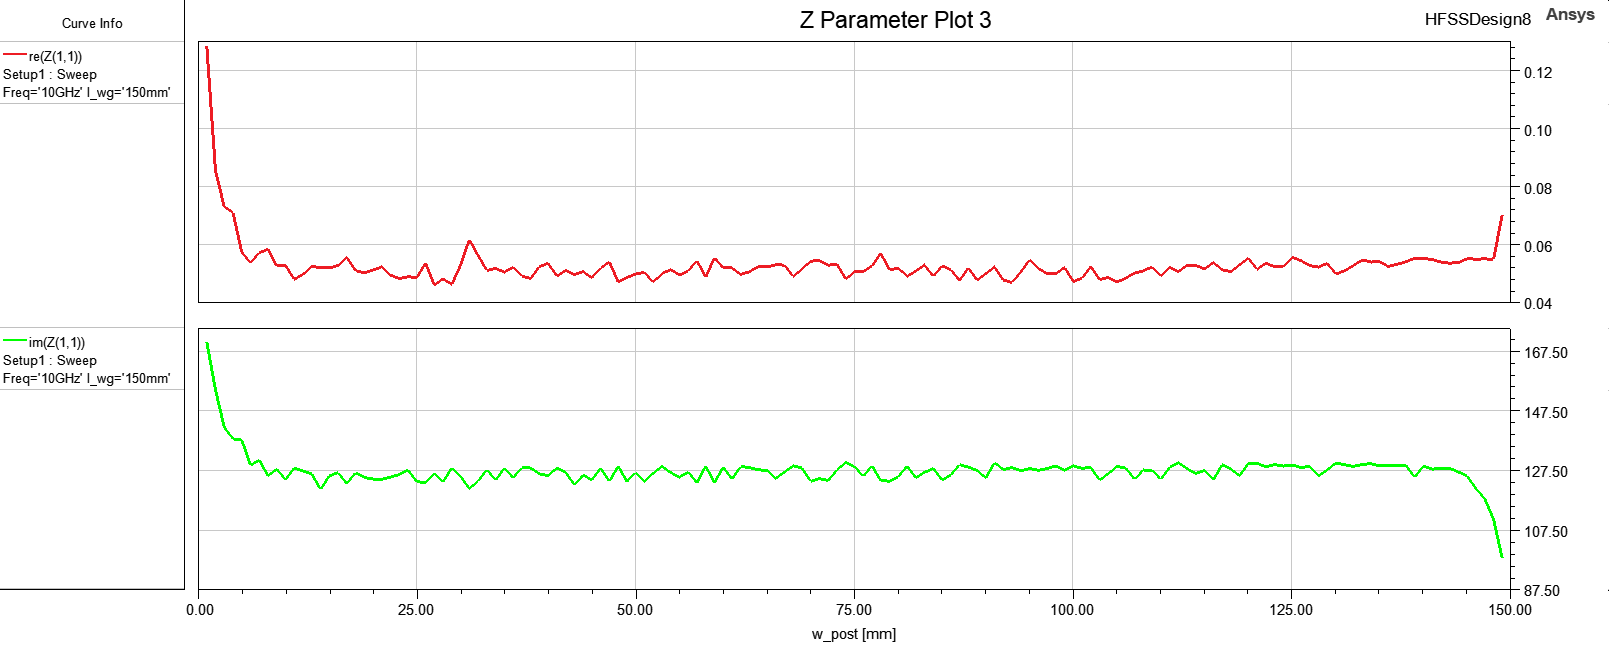 Curve Info
Z Parameter Plot 3
HFSSDesign8
Ansys
re(Z(1,1))
Setup1 : Sweep
Freq='10GHz' l_wg='150mm'
0.12
0.10
0.08
0.06
0.04
im(Z(1,1))
Setup1 : Sweep
Freq='10GHz' l_wg='150mm'
167.50
147.50
127.50
107.50
87.50
0.00 25.00 50.00 75.00 100.00 125.00 150.00
w_post [mm]